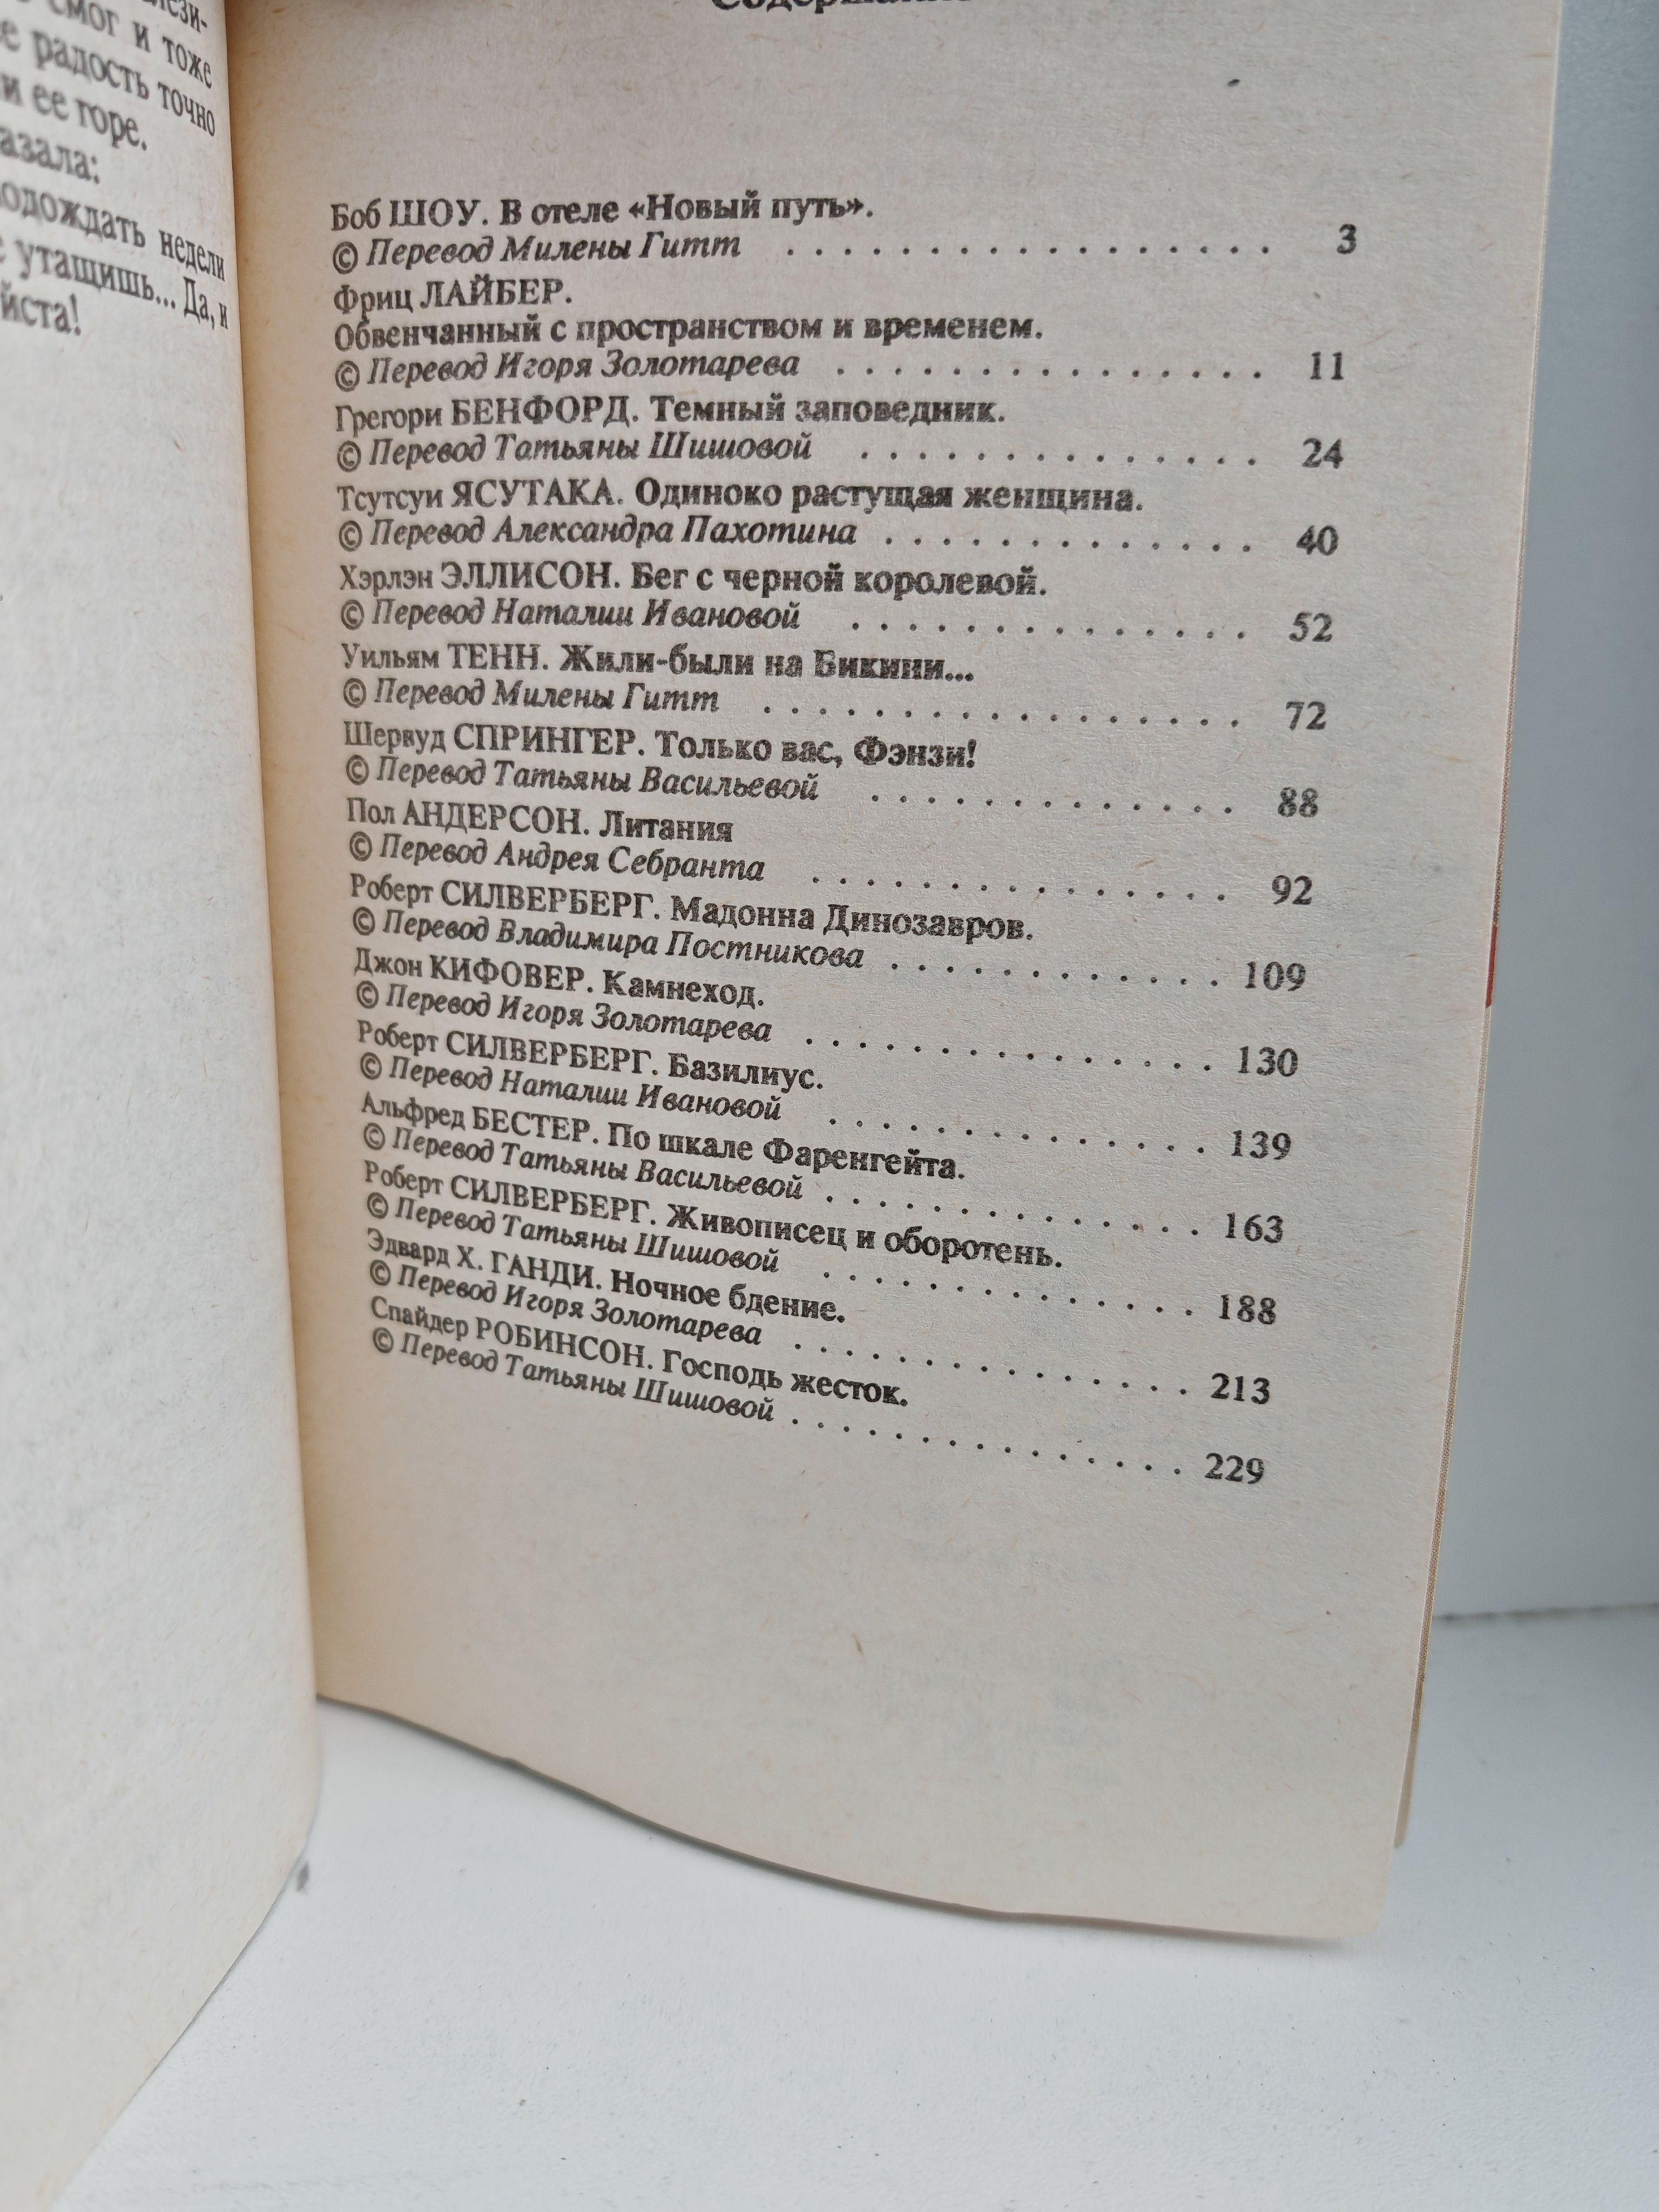 смог и тоже
радость точно
и ее горе.
недели
утащишь... Да, и
Содержание
Боб ШОУ. В отеле «Новый путь».
© Перевод Милены Гитт . . . . . . . . . . . . . . . . . 3
Фриц ЛАЙБЕР.
Обвенчанный с пространством и временем.
© Перевод Игоря Золотарева . . . . . . . . . . . . . . . 11
Грегори БЕНФОРД. Темный заповедник.
© Перевод Татьяны Шишовой . . . . . . . . . . . . . . 24
Тсутсуи ЯСУТАКА. Одиноко растущая женщина.
© Перевод Александра Пахотина . . . . . . . . . . . . . 40
Хэрлэн ЭЛЛИСОН. Бег с черной королевой.
© Перевод Наталии Ивановой . . . . . . . . . . . . . . 52
Уильям ТЕНН. Жили-были на Бикини...
© Перевод Милены Гитт . . . . . . . . . . . . . . . . . 72
Шервуд СПРИНГЕР. Только вас, Фэнзи!
© Перевод Татьяны Васильевой . . . . . . . . . . . . . 88
Пол АНДЕРСОН. Литания
© Перевод Андрея Себранта . . . . . . . . . . . . . . . 92
Роберт СИЛВЕРБЕРГ. Мадонна Динозавров.
© Перевод Владимира Постникова . . . . . . . . . . . . 109
Джон КИФОВЕР. Камнеход.
© Перевод Игоря Золотарева . . . . . . . . . . . . . . . 130
Роберт СИЛВЕРБЕРГ. Базилиус.
© Перевод Наталии Ивановой . . . . . . . . . . . . . . 139
Альфред БЕСТЕР. По шкале Фаренгейта.
© Перевод Татьяны Васильевой . . . . . . . . . . . . . . 163
Роберт СИЛВЕРБЕРГ. Живописец и оборотень.
© Перевод Татьяны Шишовой . . . . . . . . . . . . . . 188
Эдвард Х. ГАНДИ. Ночное бдение.
© Перевод Игоря Золотарева . . . . . . . . . . . . . . . 213
Спайдер РОБИНСОН. Господь жесток.
© Перевод Татьяны Шишовой . . . . . . . . . . . . . . . 229